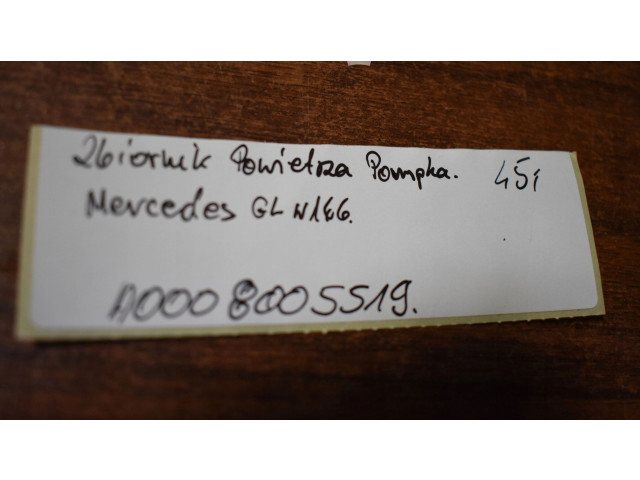 Zbiornik Powietrza Pompka. 45i
Mercedes GL W166.
A0008005519.